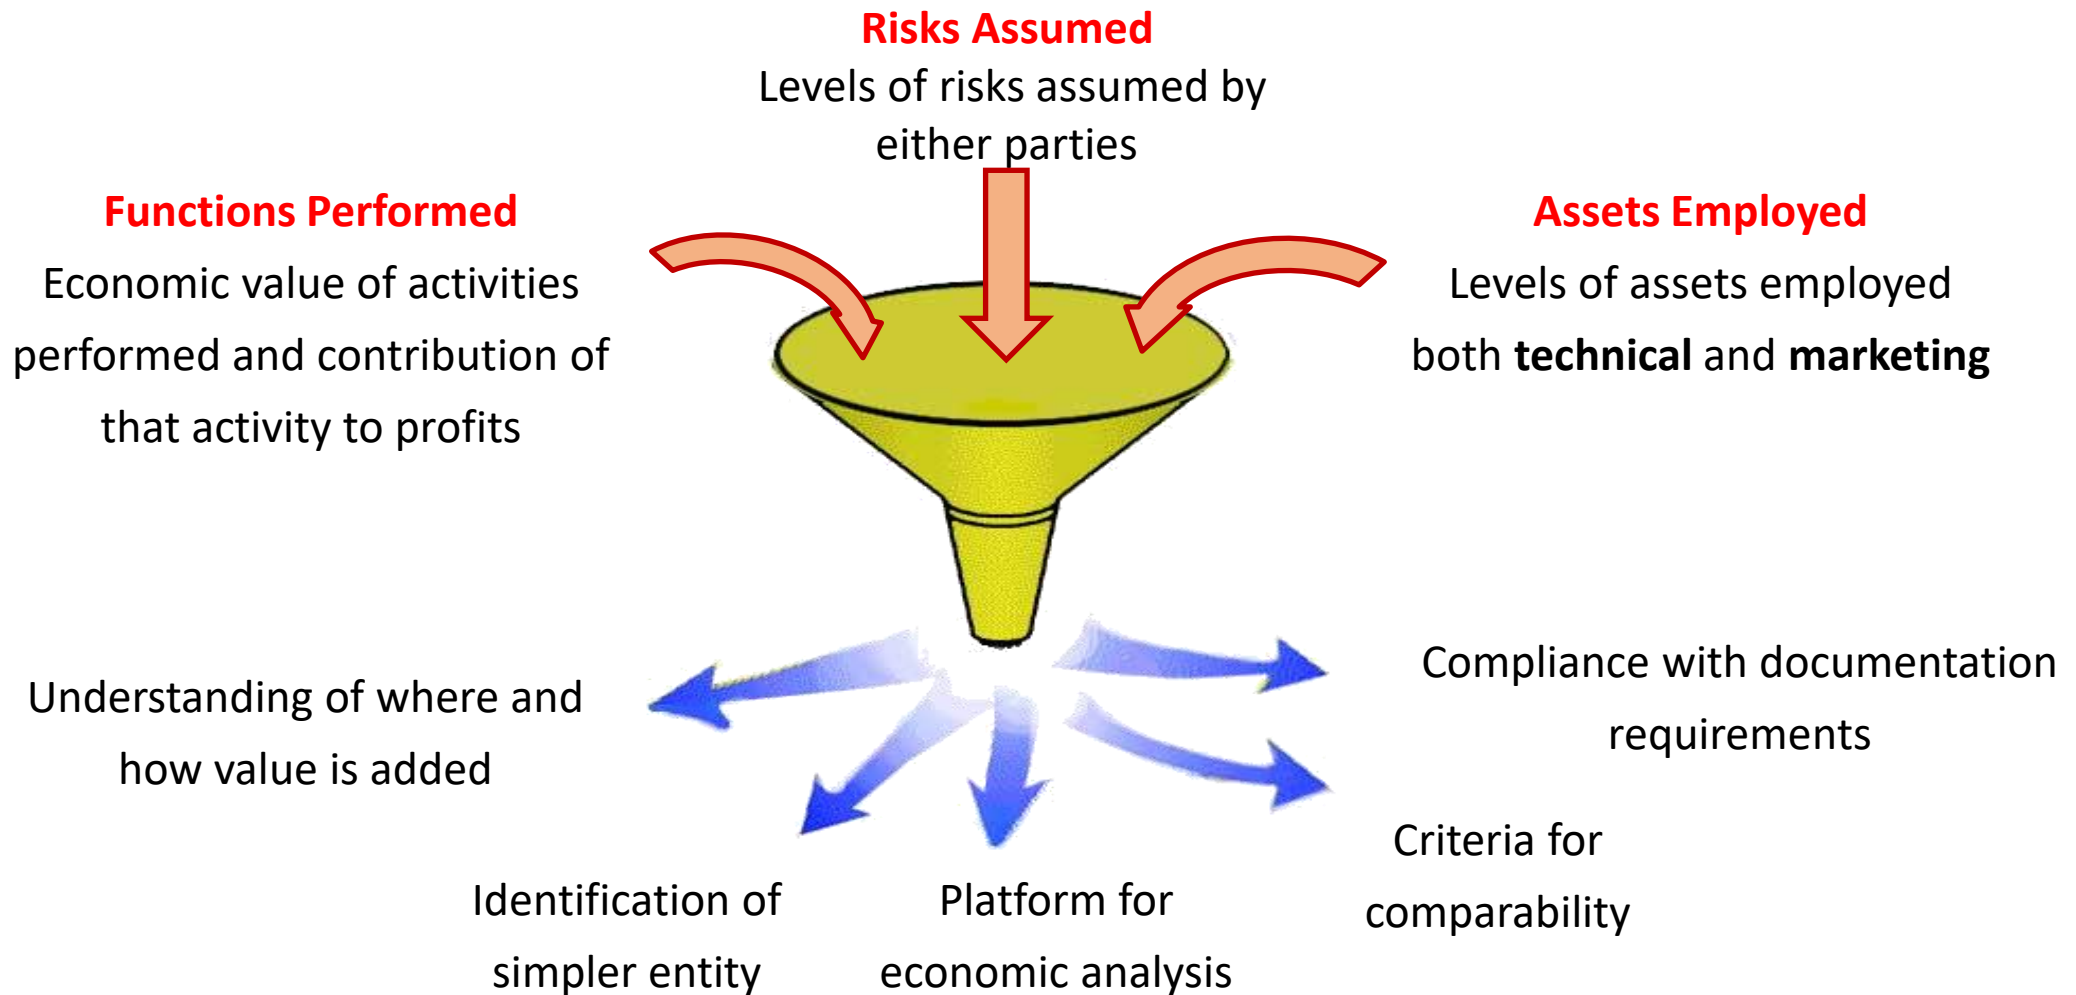 Risks Assumed
Levels of risks assumed by
either parties
Functions Performed
Economic value of activities
performed and contribution of
that activity to profits
Assets Employed
Levels of assets employed
both technical and marketing
Understanding of where and
how value is added
Identification of
simpler entity
Platform for
economic analysis
Criteria for
comparability
Compliance with documentation
requirements